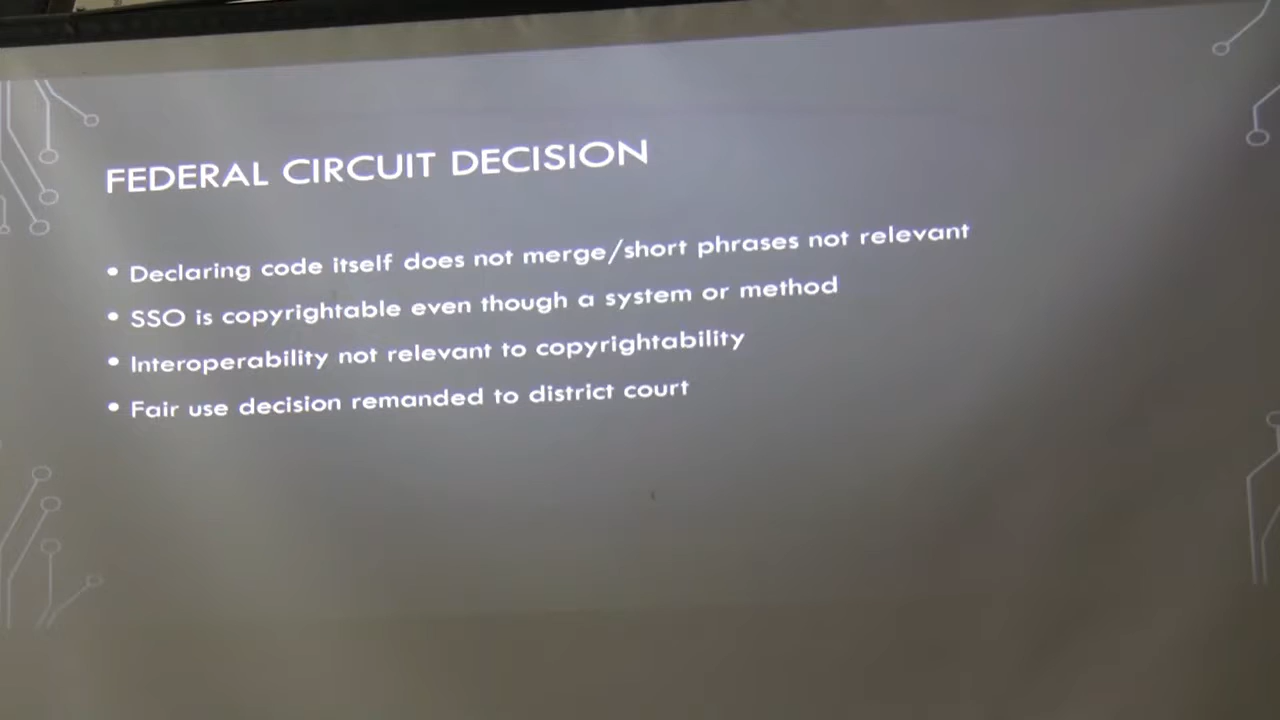 FEDERAL CIRCUIT DECISION
• Declaring code itself does not merge/short phrases not relevant
• SSO is copyrightable even though a system or method
• Interoperability not relevant to copyrightability
• Fair use decision remanded to district court